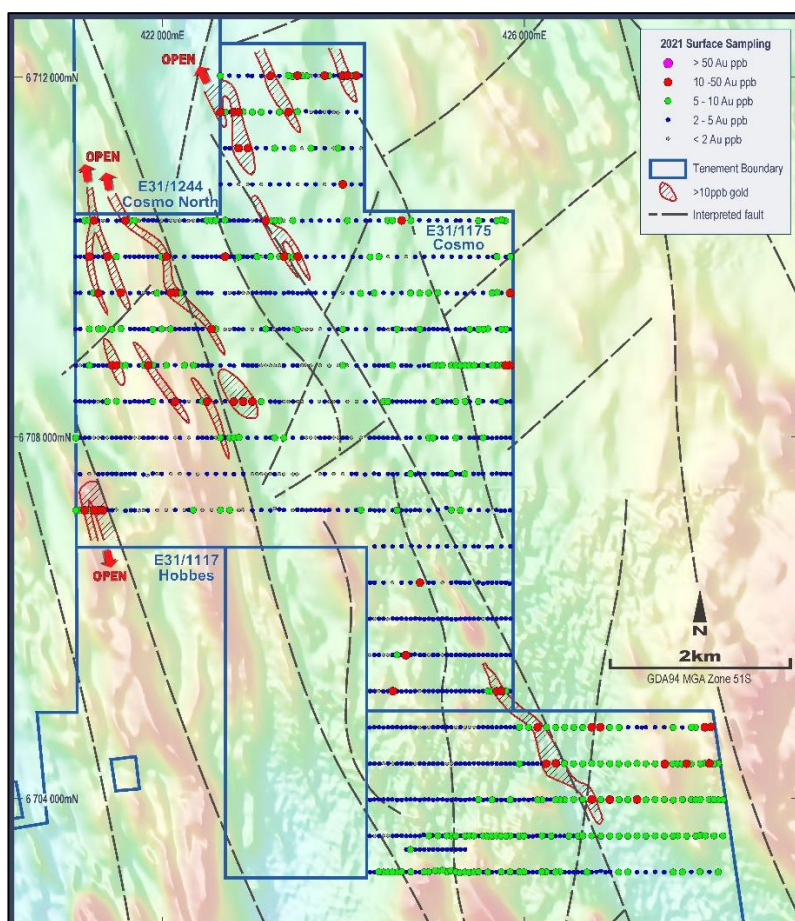 422 000mE
426 000mE
OPEN
6 712 000mN
2021 Surface Sampling
> 50 Au ppb
10 -50 Au ppb
5 - 10 Au ppb
2 - 5 Au ppb
< 2 Au ppb
Tenement Boundary
>10ppb gold
Interpreted fault
OPEN
E31/1244
Cosmo North
E31/1175
Cosmo
6 708 000mN
E31/1117
Hobbes
OPEN
N
2km
GDA94 MGA Zone 51S
6 704 000mN